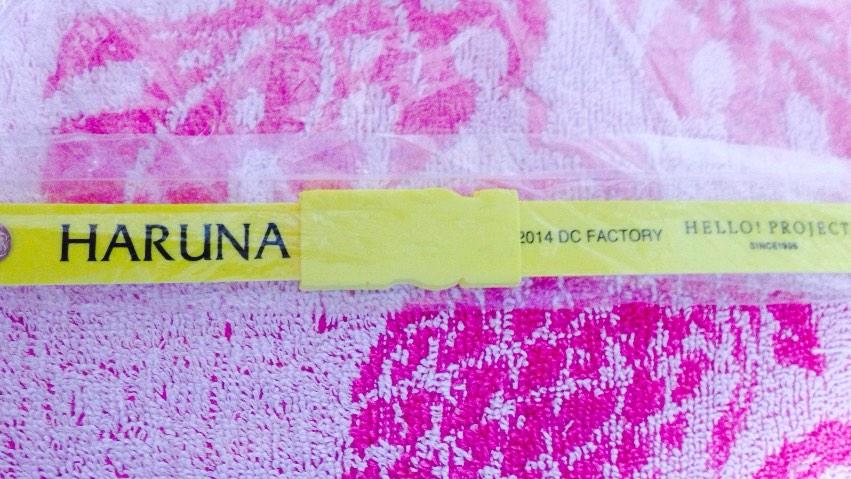 HARUNA
2014 DC FACTORY
HELLO! PROJECT
SINCE1998